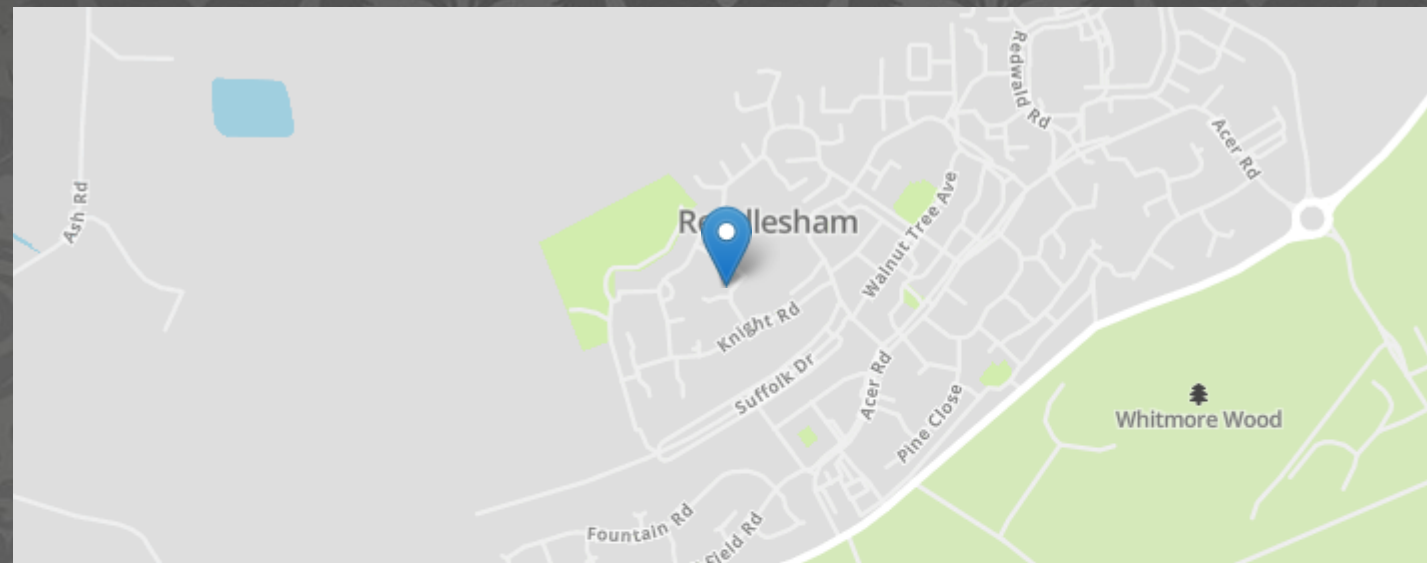 Redwald Rd
Acer Rd
Ash Rd
Walnut Tree Ave
Knight Rd
Suffolk Dr
Acer Rd
Pine Close
Whitmore Wood
Fountain Rd
Field Rd